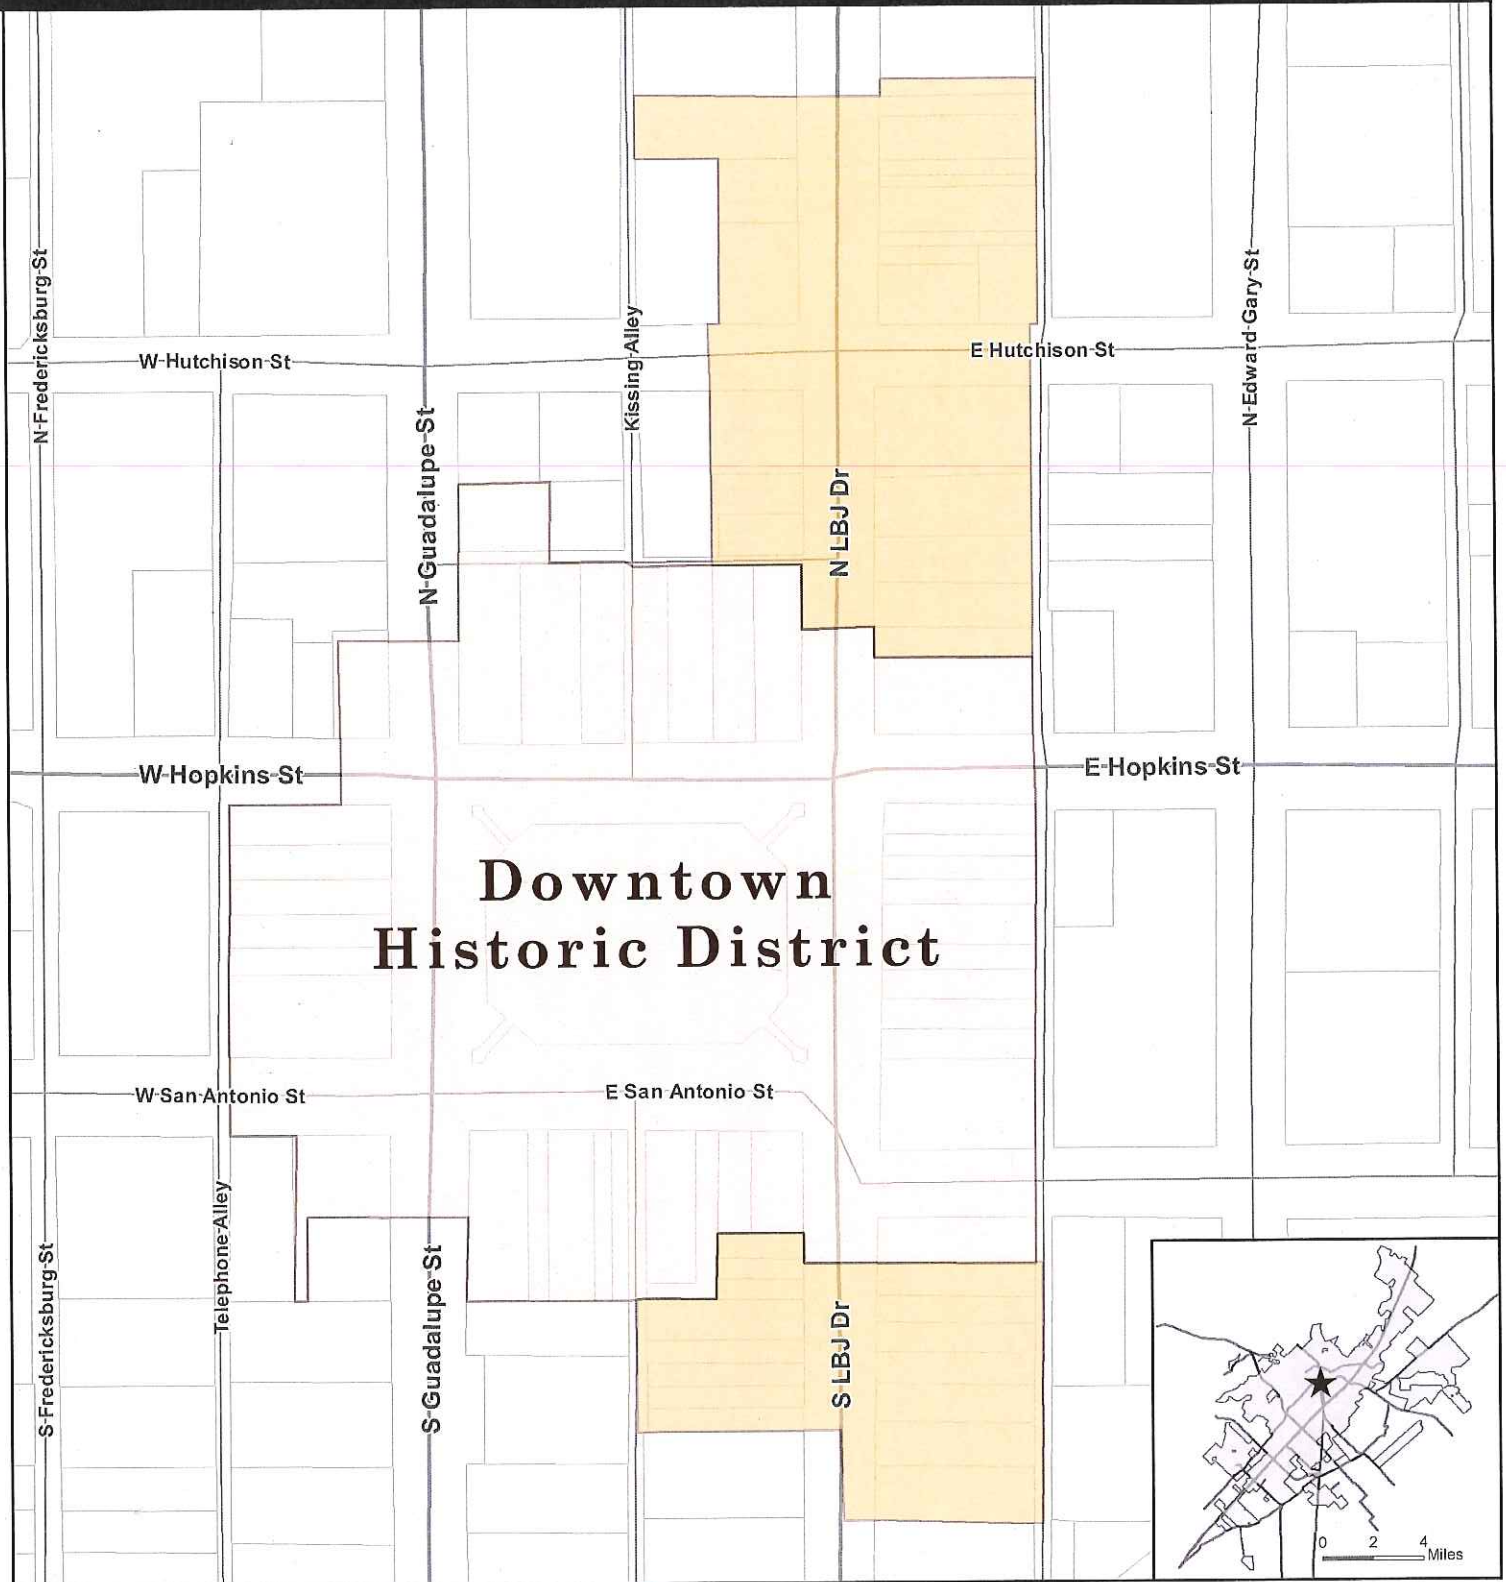 N Fredericksburg St
W Hutchison St
N Guadalupe St
Kissing Alley
N LBJ Dr
E Hutchison St
N Edward Gary St
W Hopkins St
E Hopkins St
Downtown
Historic District
W San Antonio St
E San Antonio St
S Fredericksburg St
Telephone Alley
S Guadalupe St
S LBJ Dr
0 2 4
Miles